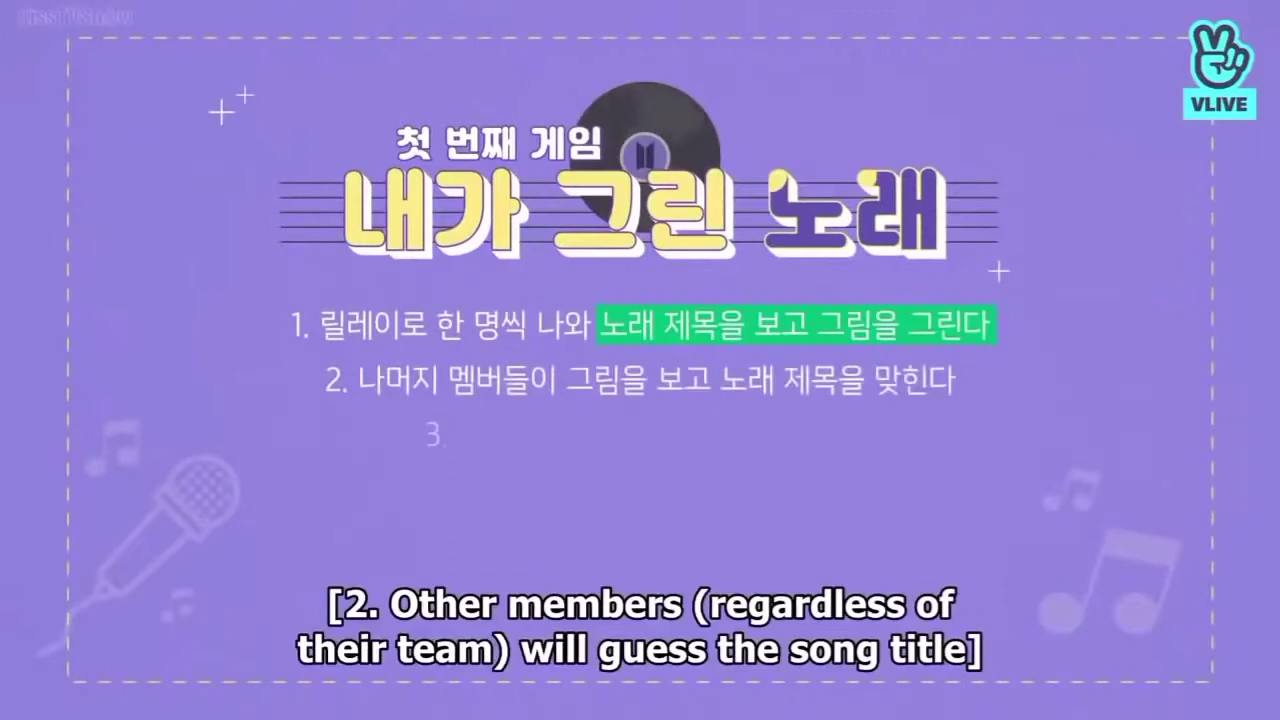 VLIVE
첫 번째 게임
내가 그린 노래
1. 릴레이로 한 명씩 나와 노래 제목을 보고 그림을 그린다
2. 나머지 멤버들이 그림을 보고 노래 제목을 맞힌다
3.
[2. Other members (regardless of
their team) will guess the song title]